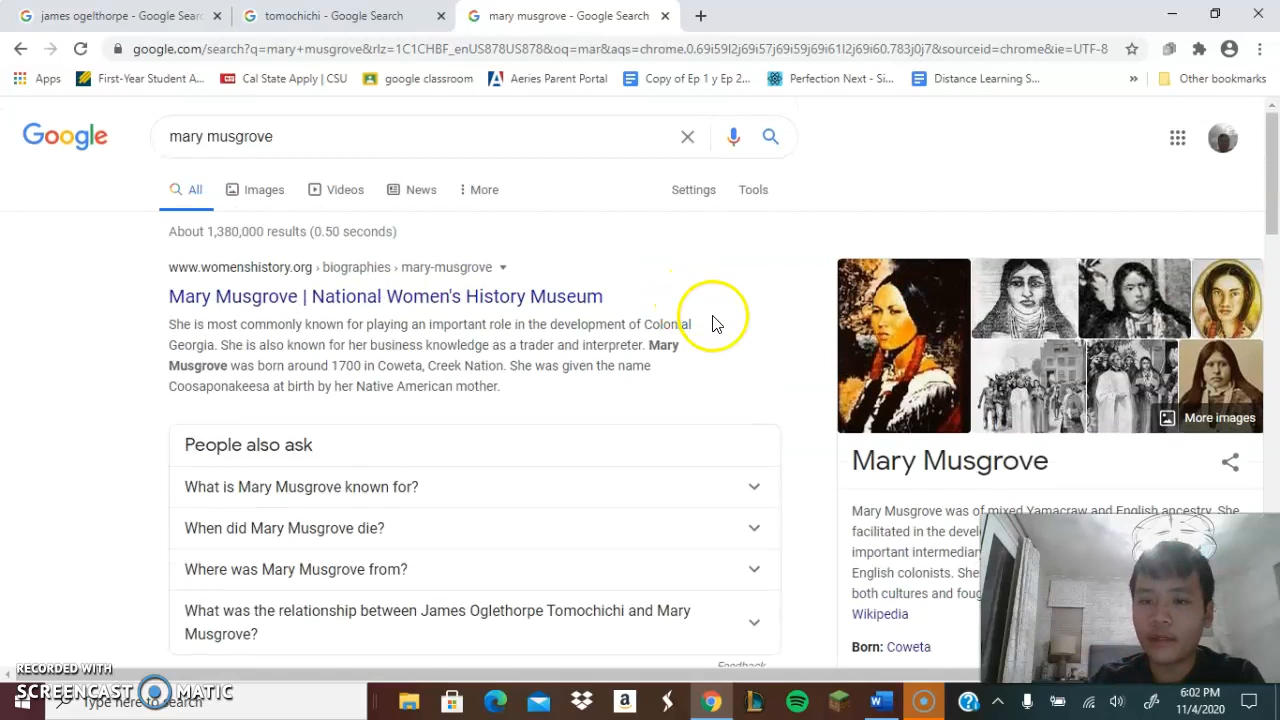 james ogelthorpe - Google Search
tomochichi - Google Search
mary musgrove - Google Search
google.com/search?q=mary+musgrove&rlz=1C1CHBF_enUS878US878&oq=mar&aqs=chrome.0.69i59l2j69i57j69i59j69i61l2j69i60.783j0j7&sourceid=chrome&ie=UTF-8
Apps
First-Year Student A...
Cal State Apply | CSU
google classroom
Aeries Parent Portal
Copy of Ep 1 y Ep 2...
Perfection Next - Si...
Distance Learning S...
Other bookmarks
Google
mary musgrove
All
Images
Videos
News
More
Settings
Tools
About 1,380,000 results (0.50 seconds)
www.womenshistory.org › biographies › mary-musgrove
Mary Musgrove | National Women's History Museum
She is most commonly known for playing an important role in the development of Colonial
Georgia. She is also known for her business knowledge as a trader and interpreter. Mary
Musgrove was born around 1700 in Coweta, Creek Nation. She was given the name
Coosaponakeesa at birth by her Native American mother.
People also ask
What is Mary Musgrove known for?
When did Mary Musgrove die?
Where was Mary Musgrove from?
What was the relationship between James Oglethorpe Tomochichi and Mary
Musgrove?
Feedback
More images
Mary Musgrove
Mary Musgrove was of mixed Yamacraw and English ancestry. She
facilitated in the
important
English colonists. She
both cultures and
Wikipedia
Born: Coweta
RECORDED WITH
SCREENCAST MATIC
Type here to search
6:02 PM
11/4/2020